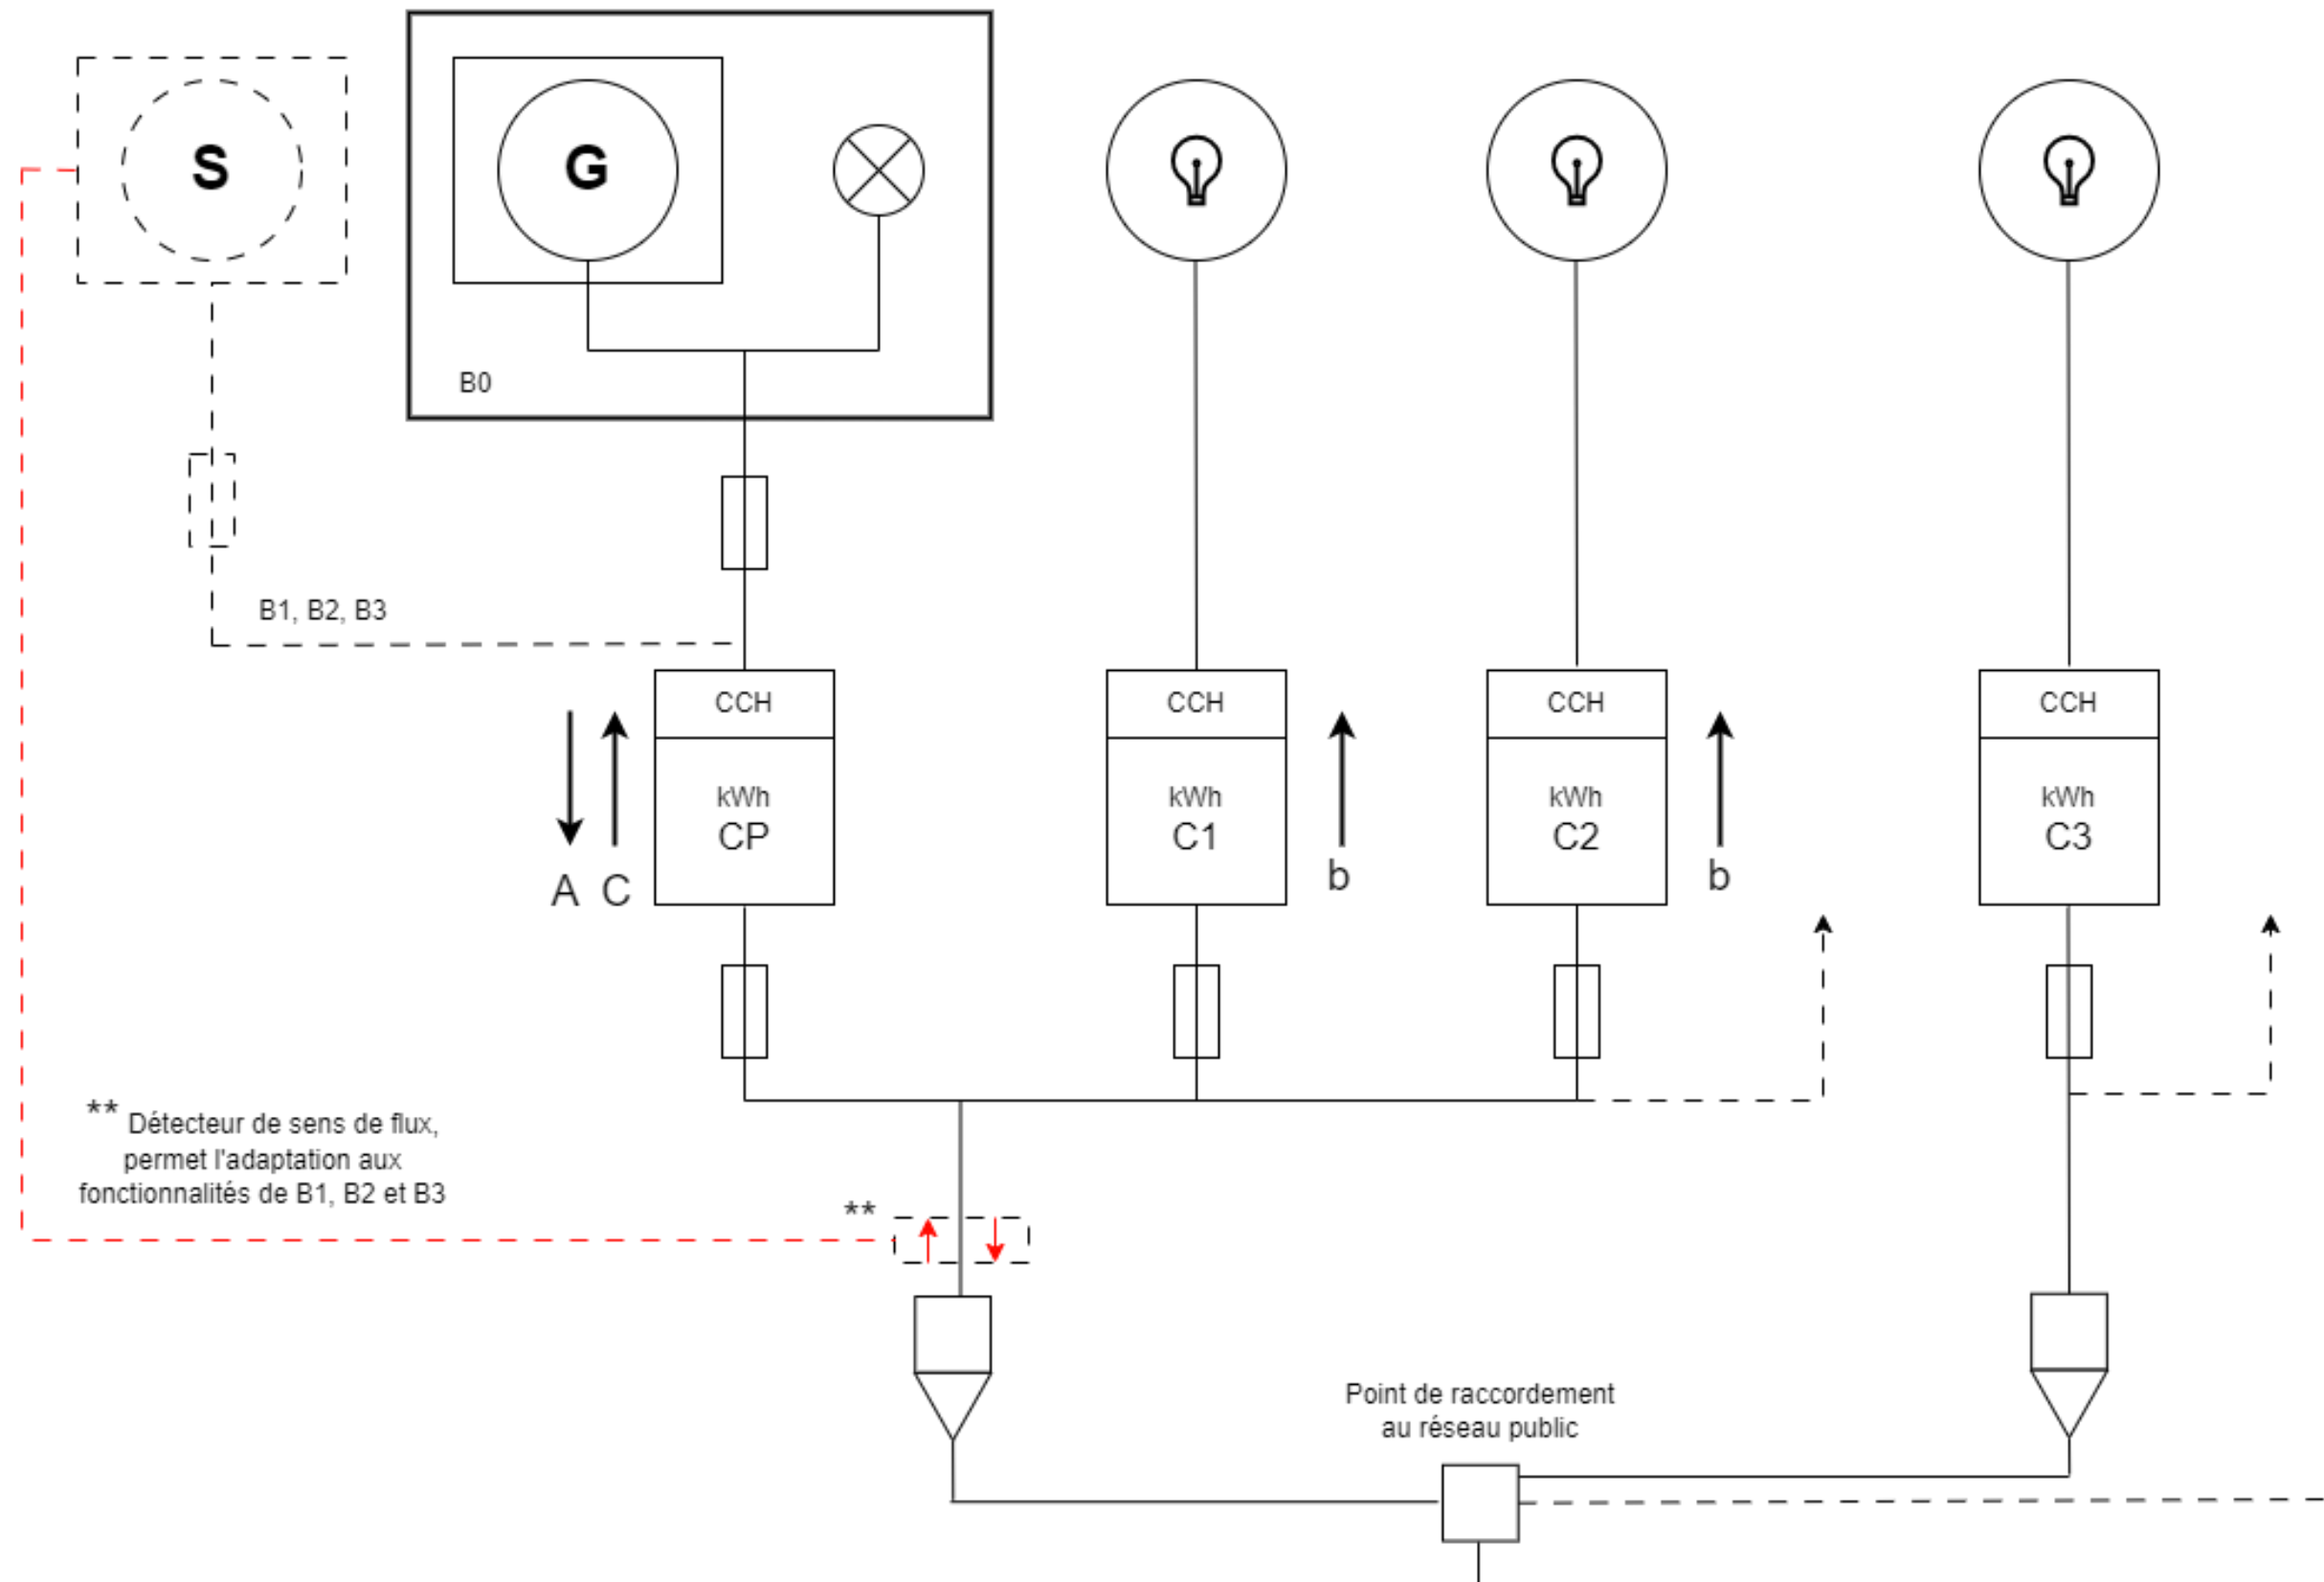 S
G
B0
B1, B2, B3
CCH
CCH
CCH
CCH
kWh
CP
kWh
C1
kWh
C2
kWh
C3
A
C
b
b
** Détecteur de sens de flux,
permet l'adaptation aux
fonctionnalités de B1, B2 et B3
**
Point de raccordement
au réseau public